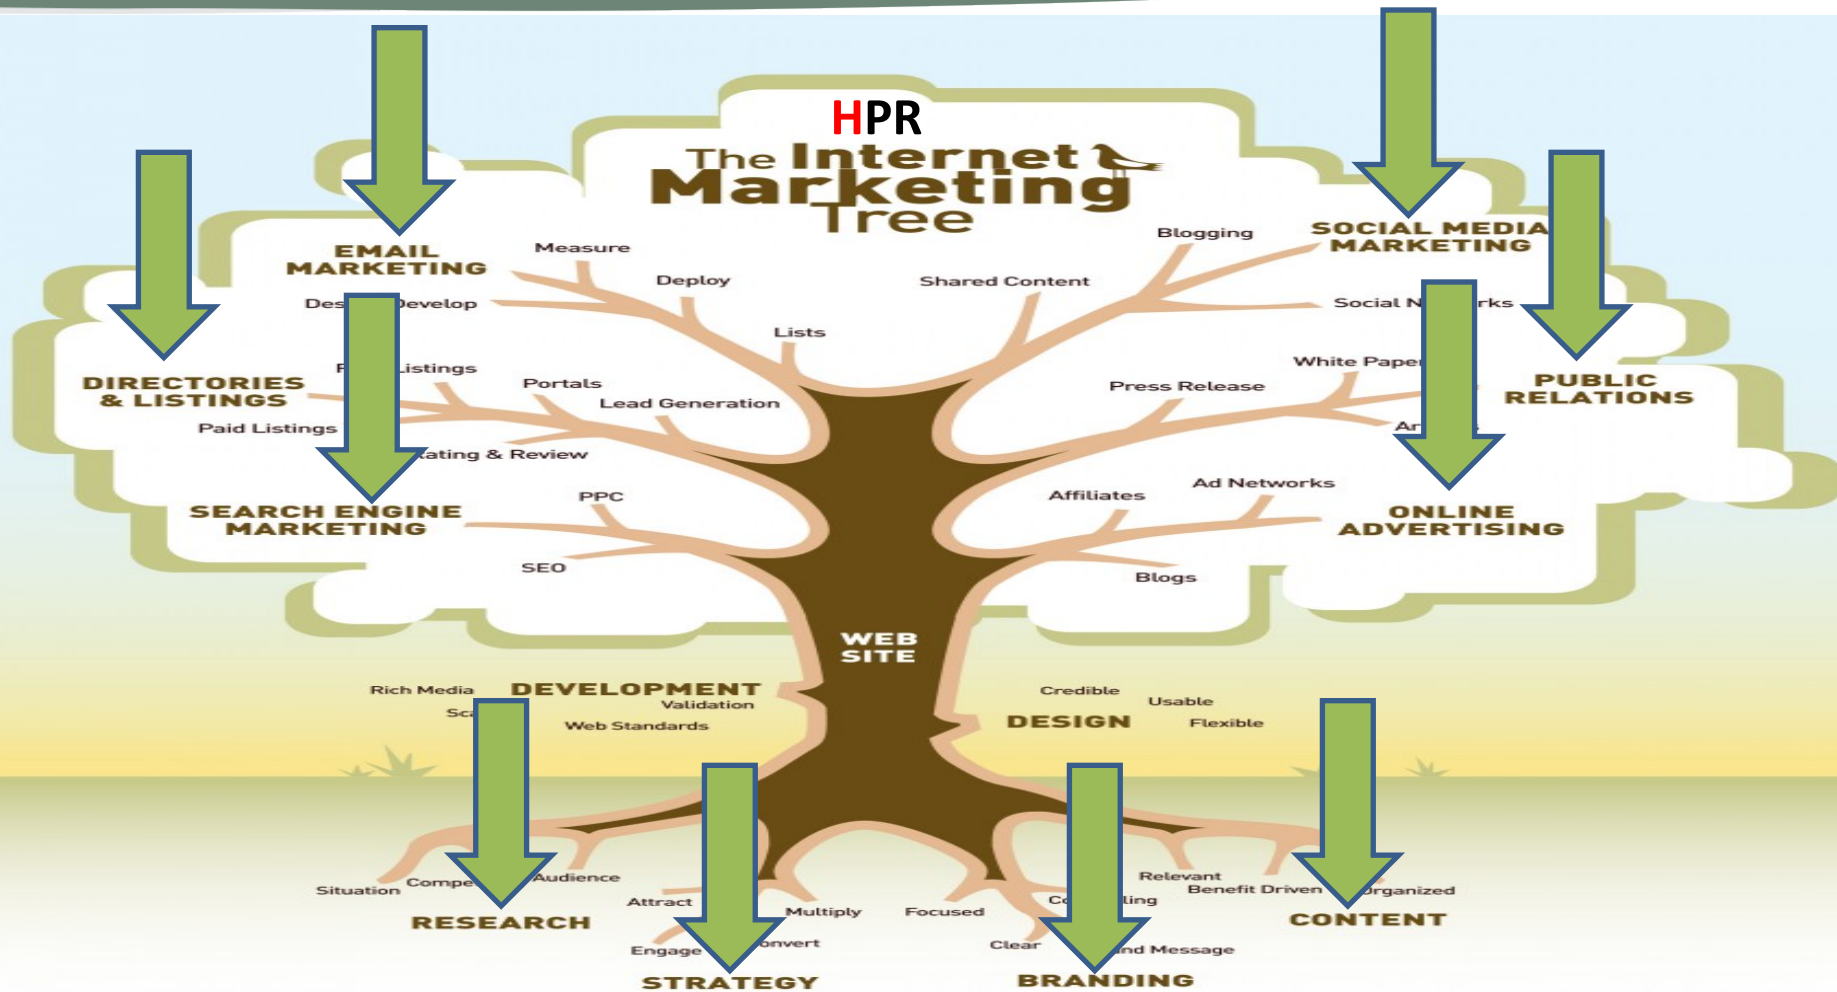 HPR
The Internet
Marketing
Tree
EMAIL
MARKETING
Measure
Deploy
Lists
DIRECTORIES
& LISTINGS
Listings
Portals
Lead Generation
Paid Listings
& Review
SEARCH ENGINE
MARKETING
PPC
SEO
Shared Content
Blogging
SOCIAL MEDIA
MARKETING
Social
Press Release
White
PUBLIC
RELATIONS
Affiliates
Ad Networks
ONLINE
ADVERTISING
Blogs
WEB
SITE
Rich Media
DEVELOPMENT
Validation
Web Standards
Credible
Usable
DESIGN
Flexible
Situation
Audience
RESEARCH
Attract
Multiply
Engage
STRATEGY
Focused
Clear
Message
BRANDING
Relevant
Benefit Driven
CONTENT